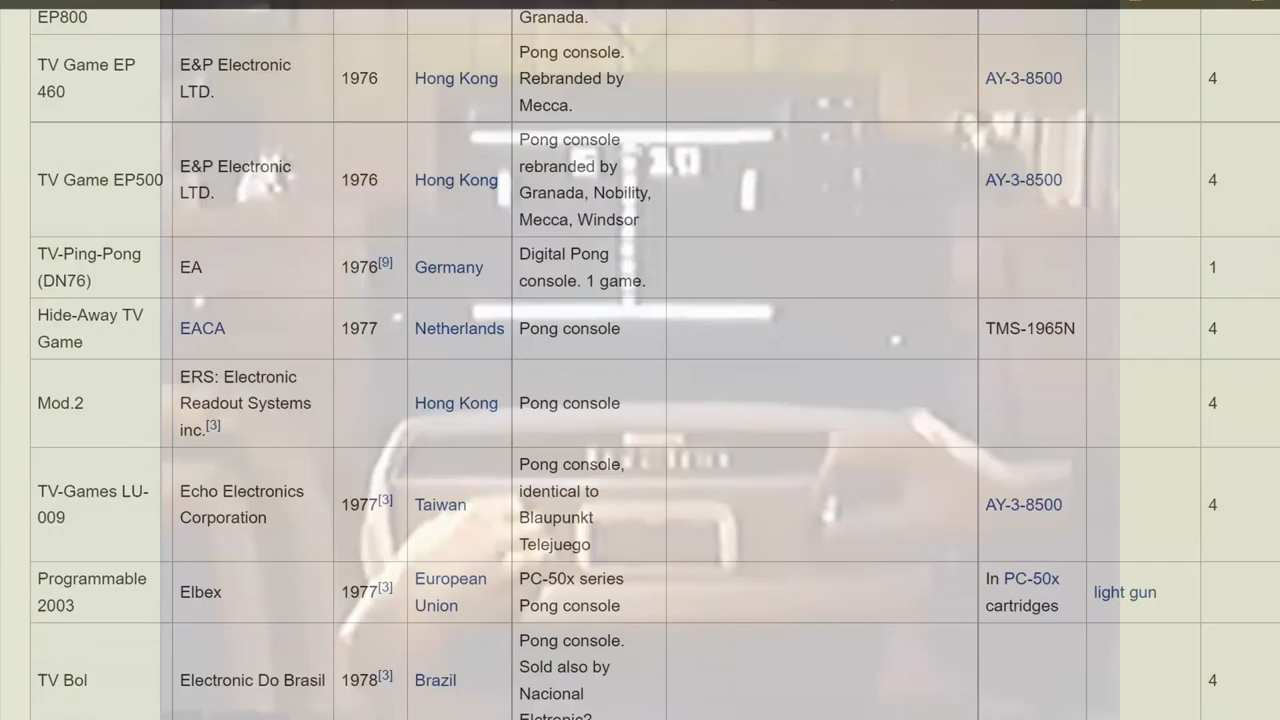 EP800
Granada.
TV Game EP
460
E&P Electronic
LTD.
1976
Hong Kong
Pong console.
Rebranded by
Mecca.
AY-3-8500
4
TV Game EP500
E&P Electronic
LTD.
1976
Hong Kong
Pong console
rebranded by
Granada, Nobility,
Mecca, Windsor
AY-3-8500
4
10
TV-Ping-Pong
(DN76)
EA
1976[9]
Germany
Digital Pong
console. 1 game.
1
Hide-Away TV
Game
EACA
1977
Netherlands
Pong console
TMS-1965N
4
Mod.2
ERS: Electronic
Readout Systems
inc.[3]
Hong Kong
Pong console
4
TV-Games LU-
009
Echo Electronics
Corporation
1977[3]
Taiwan
Pong console,
identical to
Blaupunkt
Telejuego
AY-3-8500
4
Programmable
2003
Elbex
1977[3]
European
Union
PC-50x series
Pong console
In PC-50x
cartridges
light gun
TV Bol
Electronic Do Brasil
1978[3]
Brazil
Pong console.
Sold also by
Nacional
4